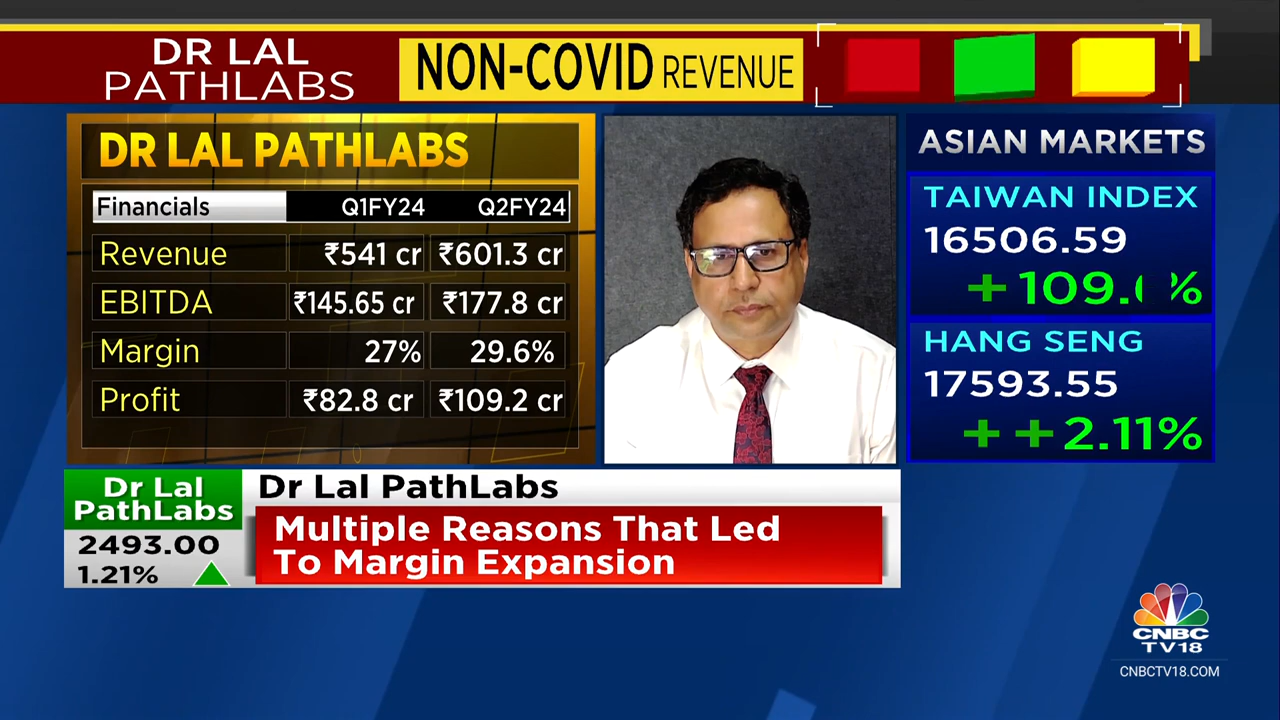 DR LAL
PATHLABS
NON-COVID REVENUE
DR LAL PATHLABS
Financials Q1FY24 Q2FY24
Revenue ₹541 cr ₹601.3 cr
EBITDA ₹145.65 cr ₹177.8 cr
Margin 27% 29.6%
Profit ₹82.8 cr ₹109.2 cr
ASIAN MARKETS
TAIWAN INDEX
16506.59
HANG SENG
17593.55
++2.11%
Dr Lal
PathLabs
2493.00
1.21%
Dr Lal PathLabs
Multiple Reasons That Led
To Margin Expansion
CNBC
TV18
CNBCTV18.COM